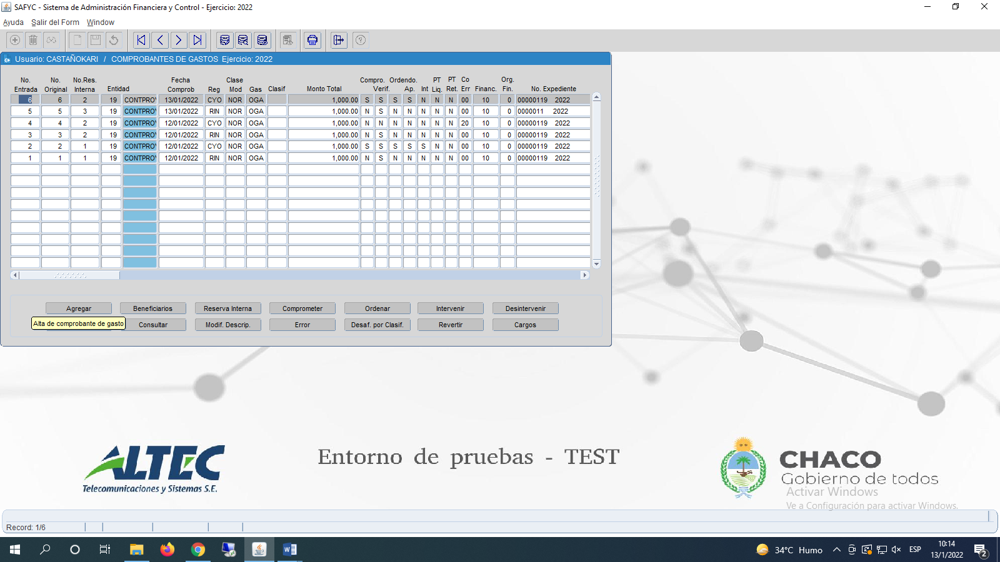 SAFYC - Sistema de Administración Financiera y Control - Ejercicio: 2022
Ayuda Salir del Form Window
Usuario: CASTAÑOKARI / COMPROBANTES DE GASTOS Ejercicio: 2022
No. Entrada No. Original No.Res. Interna Entidad Fecha Comprob Reg Clase Mod Gas Clasif Monto Total Compro. Verif. Ordendo. Ap. Int PT Liq. PT Ret. Co Err Financ. Org. Fin. No. Expediente
6 6 2 19 CONTPROV 13/01/2022 CYO NOR OGA 1,000.00 S S S S N N N 00 10 0 00000119 2022
5 5 3 19 CONTPROV 13/01/2022 RIN NOR OGA 1,000.00 N S N N N N N 00 10 0 0000011 2022
4 4 2 19 CONTPROV 12/01/2022 CYO NOR OGA 1,000.00 N N N N N N N 20 10 0 00000119 2022
3 3 2 19 CONTPROV 12/01/2022 RIN NOR OGA 1,000.00 N S N N N N N 00 10 0 00000119 2022
2 2 1 19 CONTPROV 12/01/2022 CYO NOR OGA 1,000.00 S S S S S N N 00 10 0 00000119 2022
1 1 1 19 CONTPROV 12/01/2022 RIN NOR OGA 1,000.00 N S N N N N N 00 10 0 00000119 2022
Agregar Beneficiarios Reserva Interna Comprometer Ordenar Intervenir Desintervenir
Alta de comprobante de gasto Consultar Modif. Descrip. Error Desaf. por Clasif. Revertir Cargos
ALTEC
Telecomunicaciones y Sistemas S.E.
Entorno de pruebas - TEST
CHACO
Gobierno de todos
Activar Windows
Ve a Configuración para activar Windows.
Record: 1/6
34°C Humo ESP
10:14
13/1/2022
2